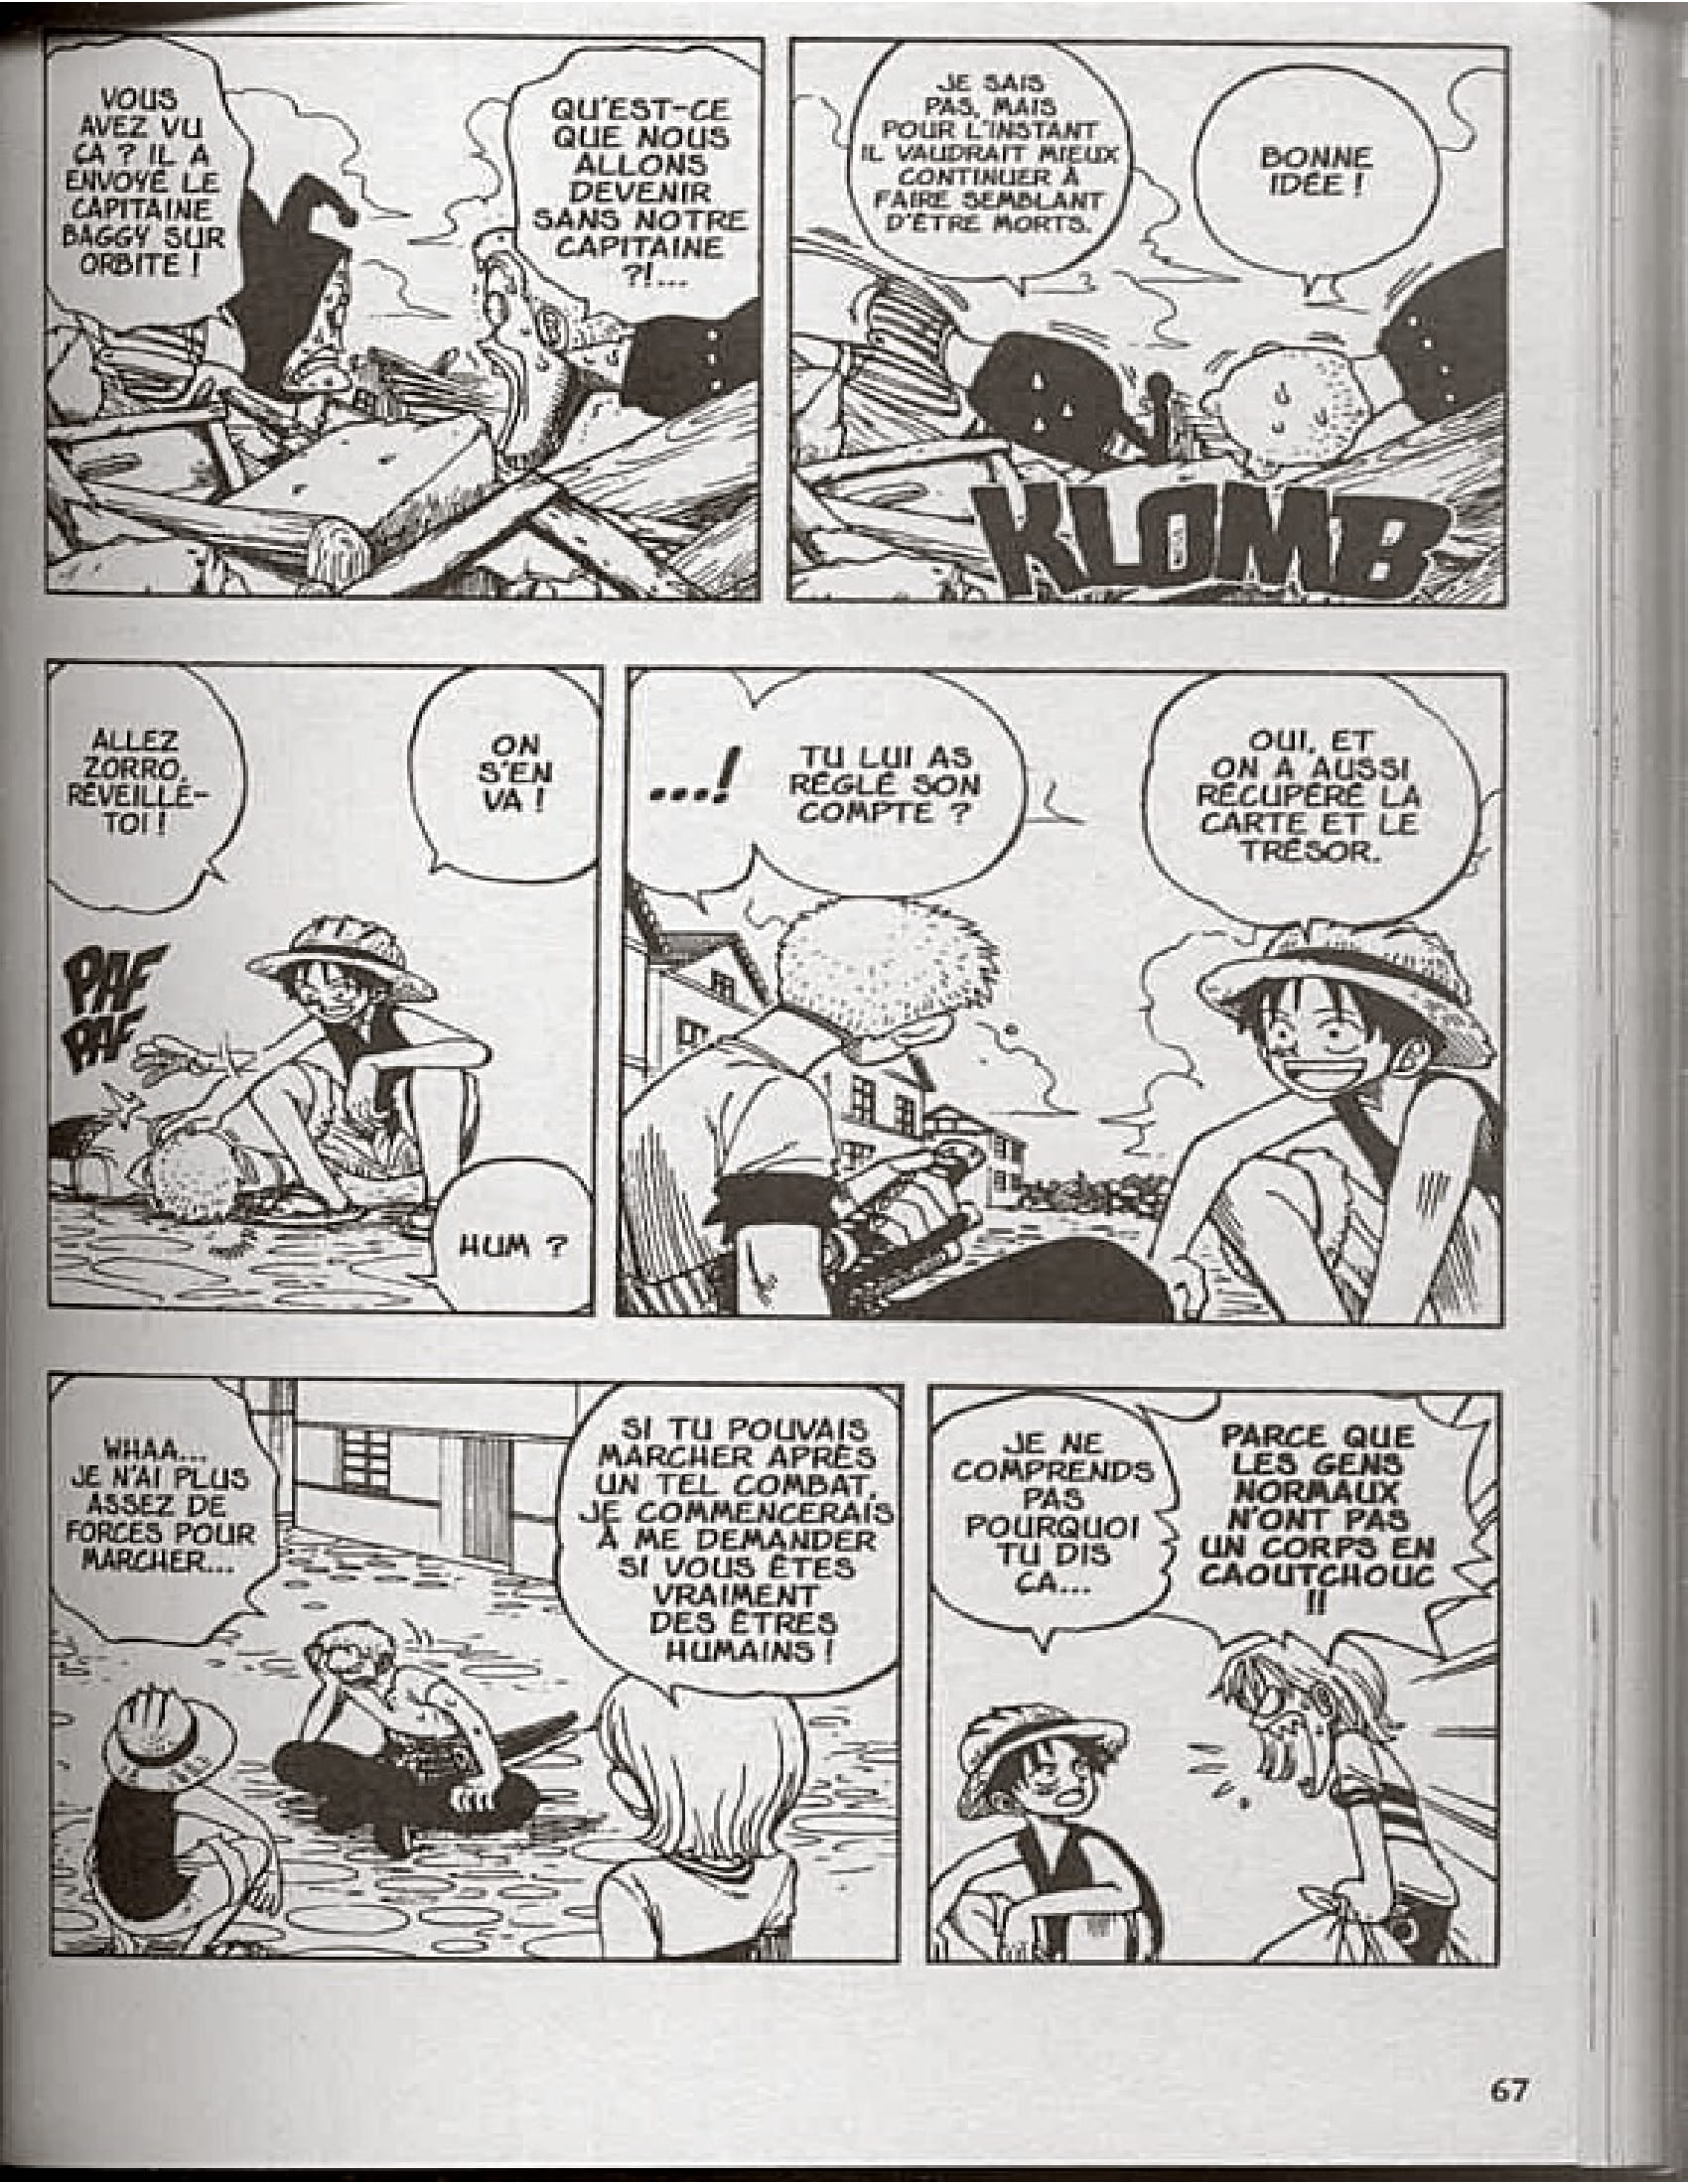 VOUS
AVEZ VU
ÇA ? IL A
ENVOYÉ LE
CAPITAINE
BAGGY SUR
ORBITE !
QU'EST-CE
QUE NOUS
ALLONS
DEVENIR
SANS NOTRE
CAPITAINE
?!...
JE SAIS
PAS, MAIS
POUR L'INSTANT
IL VAUDRAIT MIEUX
CONTINUER À
FAIRE SEMBLANT
D'ÊTRE MORTS.
BONNE
IDÉE !
KLOMB
ALLEZ
ZORRO,
RÉVEILLE-
TOI !
ON
S'EN
VA !
PAF
PAF
HUM ?
...!
TU LUI AS
RÉGLÉ SON
COMPTE ?
OUI, ET
ON A AUSSI
RÉCUPÉRÉ LA
CARTE ET LE
TRÉSOR.
WHAA...
JE N'AI PLUS
ASSEZ DE
FORCES POUR
MARCHER...
SI TU POUVAIS
MARCHER APRÈS
UN TEL COMBAT,
JE COMMENCERAIS
À ME DEMANDER
SI VOUS ÊTES
VRAIMENT
DES ÊTRES
HUMAINS !
JE NE
COMPRENDS
PAS
POURQUOI
TU DIS
ÇA...
PARCE QUE
LES GENS
NORMAUX
N'ONT PAS
UN CORPS EN
CAOUTCHOUC
!!
67